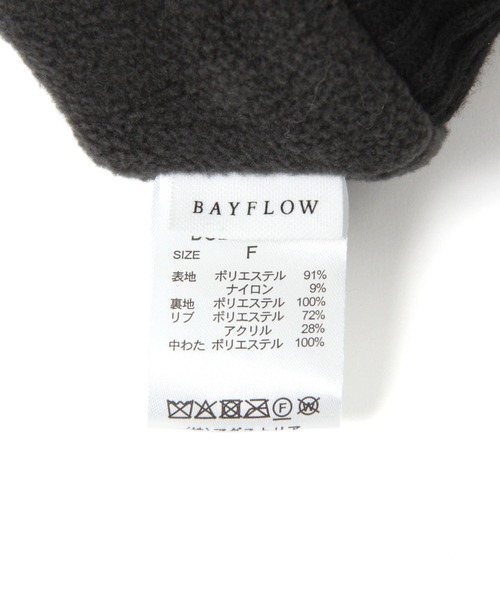 BAYFLOW
SIZE F
表地 ポリエステル 91%
ナイロン 9%
裏地 ポリエステル 100%
リブ ポリエステル 72%
アクリル 28%
中わた ポリエステル 100%
F W